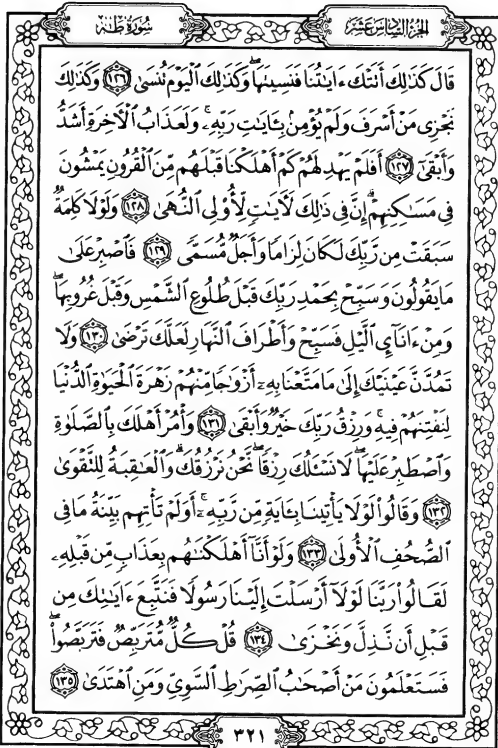 الجزء السادس عشر
سورة طه
قَالَ كَذَٰلِكَ أَتَتْكَ ءَايَٰتُنَا فَنَسِيتَهَا ۖ وَكَذَٰلِكَ ٱلْيَوْمَ تُنسَىٰ ١٢٦ وَكَذَٰلِكَ
نَجْزِى مَنْ أَسْرَفَ وَلَمْ يُؤْمِنۢ بِـَٔايَٰتِ رَبِّهِۦ ۚ وَلَعَذَابُ ٱلْـَٔاخِرَةِ أَشَدُّ
وَأَبْقَىٰٓ ١٢٧ أَفَلَمْ يَهْدِ لَهُمْ كَمْ أَهْلَكْنَا قَبْلَهُم مِّنَ ٱلْقُرُونِ يَمْشُونَ
فِى مَسَٰكِنِهِمْ ۗ إِنَّ فِى ذَٰلِكَ لَـَٔايَٰتٍ لِّأُو۟لِى ٱلنُّهَىٰ ١٢٨ وَلَوْلَا كَلِمَةٌ
سَبَقَتْ مِن رَّبِّكَ لَكَانَ لِزَامًا وَأَجَلٌ مُّسَمًّى ١٢٩ فَٱصْبِرْ عَلَىٰ
مَا يَقُولُونَ وَسَبِّحْ بِحَمْدِ رَبِّكَ قَبْلَ طُلُوعِ ٱلشَّمْسِ وَقَبْلَ غُرُوبِهَا ۖ
وَمِنْ ءَانَآئِ ٱلَّيْلِ فَسَبِّحْ وَأَطْرَافَ ٱلنَّهَارِ لَعَلَّكَ تَرْضَىٰ ١٣٠ وَلَا
تَمُدَّنَّ عَيْنَيْكَ إِلَىٰ مَا مَتَّعْنَا بِهِۦٓ أَزْوَٰجًا مِّنْهُمْ زَهْرَةَ ٱلْحَيَوٰةِ ٱلدُّنْيَا
لِنَفْتِنَهُمْ فِيهِ ۚ وَرِزْقُ رَبِّكَ خَيْرٌ وَأَبْقَىٰ ١٣١ وَأْمُرْ أَهْلَكَ بِٱلصَّلَوٰةِ
وَٱصْطَبِرْ عَلَيْهَا ۖ لَا نَسْـَٔلُكَ رِزْقًا ۖ نَّحْنُ نَرْزُقُكَ ۗ وَٱلْعَٰقِبَةُ لِلتَّقْوَىٰ
١٣٢ وَقَالُوا۟ لَوْلَا يَأْتِينَا بِـَٔايَةٍ مِّن رَّبِّهِۦٓ ۚ أَوَلَمْ تَأْتِهِم بَيِّنَةُ مَا فِى
ٱلصُّحُفِ ٱلْأُولَىٰ ١٣٣ وَلَوْ أَنَّآ أَهْلَكْنَٰهُم بِعَذَابٍ مِّن قَبْلِهِۦ
لَقَالُوا۟ رَبَّنَا لَوْلَآ أَرْسَلْتَ إِلَيْنَا رَسُولًا فَنَتَّبِعَ ءَايَٰتِكَ مِن
قَبْلِ أَن نَّذِلَّ وَنَخْزَىٰ ١٣٤ قُلْ كُلٌّ مُّتَرَبِّصٌ فَتَرَبَّصُوا۟ ۖ
فَسَتَعْلَمُونَ مَنْ أَصْحَٰبُ ٱلصِّرَٰطِ ٱلسَّوِىِّ وَمَنِ ٱهْتَدَىٰ ١٣٥
٣٢١